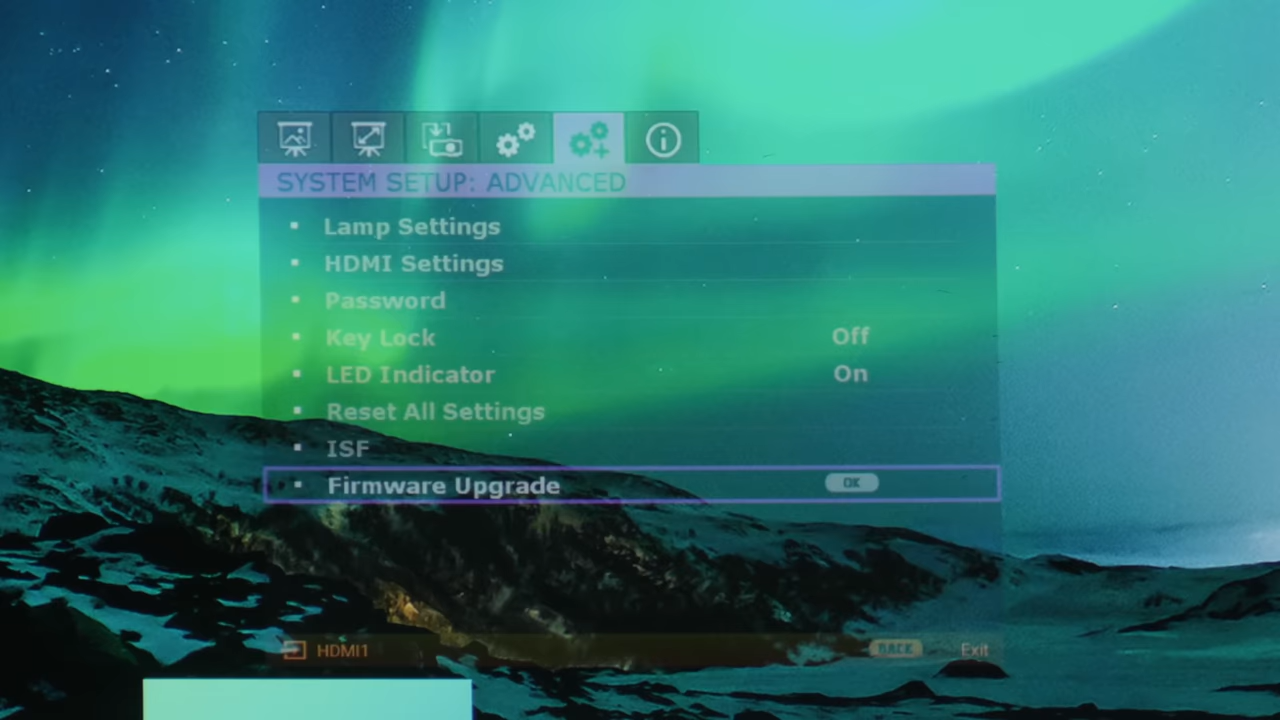 SYSTEM SETUP: ADVANCED
Lamp Settings
HDMI Settings
Password
Key Lock Off
LED Indicator On
Reset All Settings
ISF
Firmware Upgrade OK
HDMI1 BACK Exit